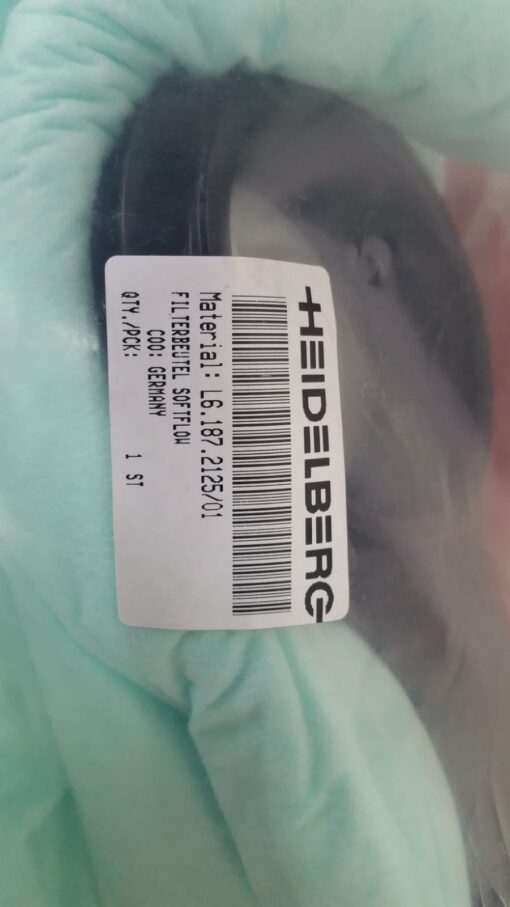 HEIDELBERG
Material: L6.187.2125/01
FILTERBEUTEL SOFTFLOW
COO: GERMANY
QTY./PCK: 1 ST